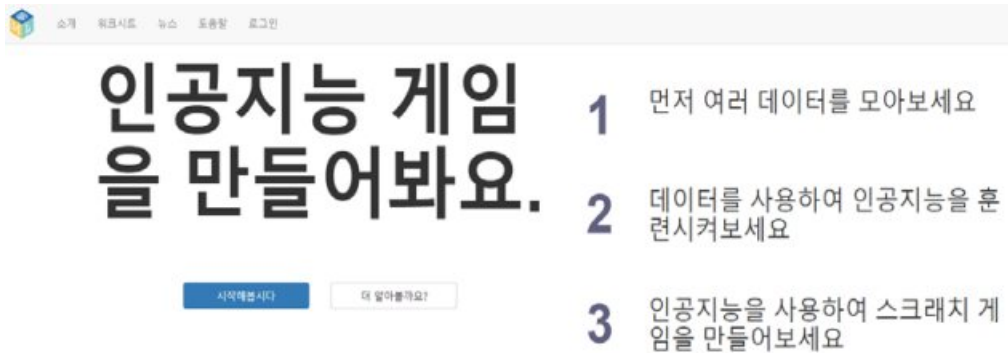 소개 워크시트 뉴스 도움말 로그인
인공지능 게임
을 만들어봐요.
시작해봅시다 더 알아볼까요?
1 먼저 여러 데이터를 모아보세요
2 데이터를 사용하여 인공지능을 훈
련시켜보세요
3 인공지능을 사용하여 스크래치 게
임을 만들어보세요